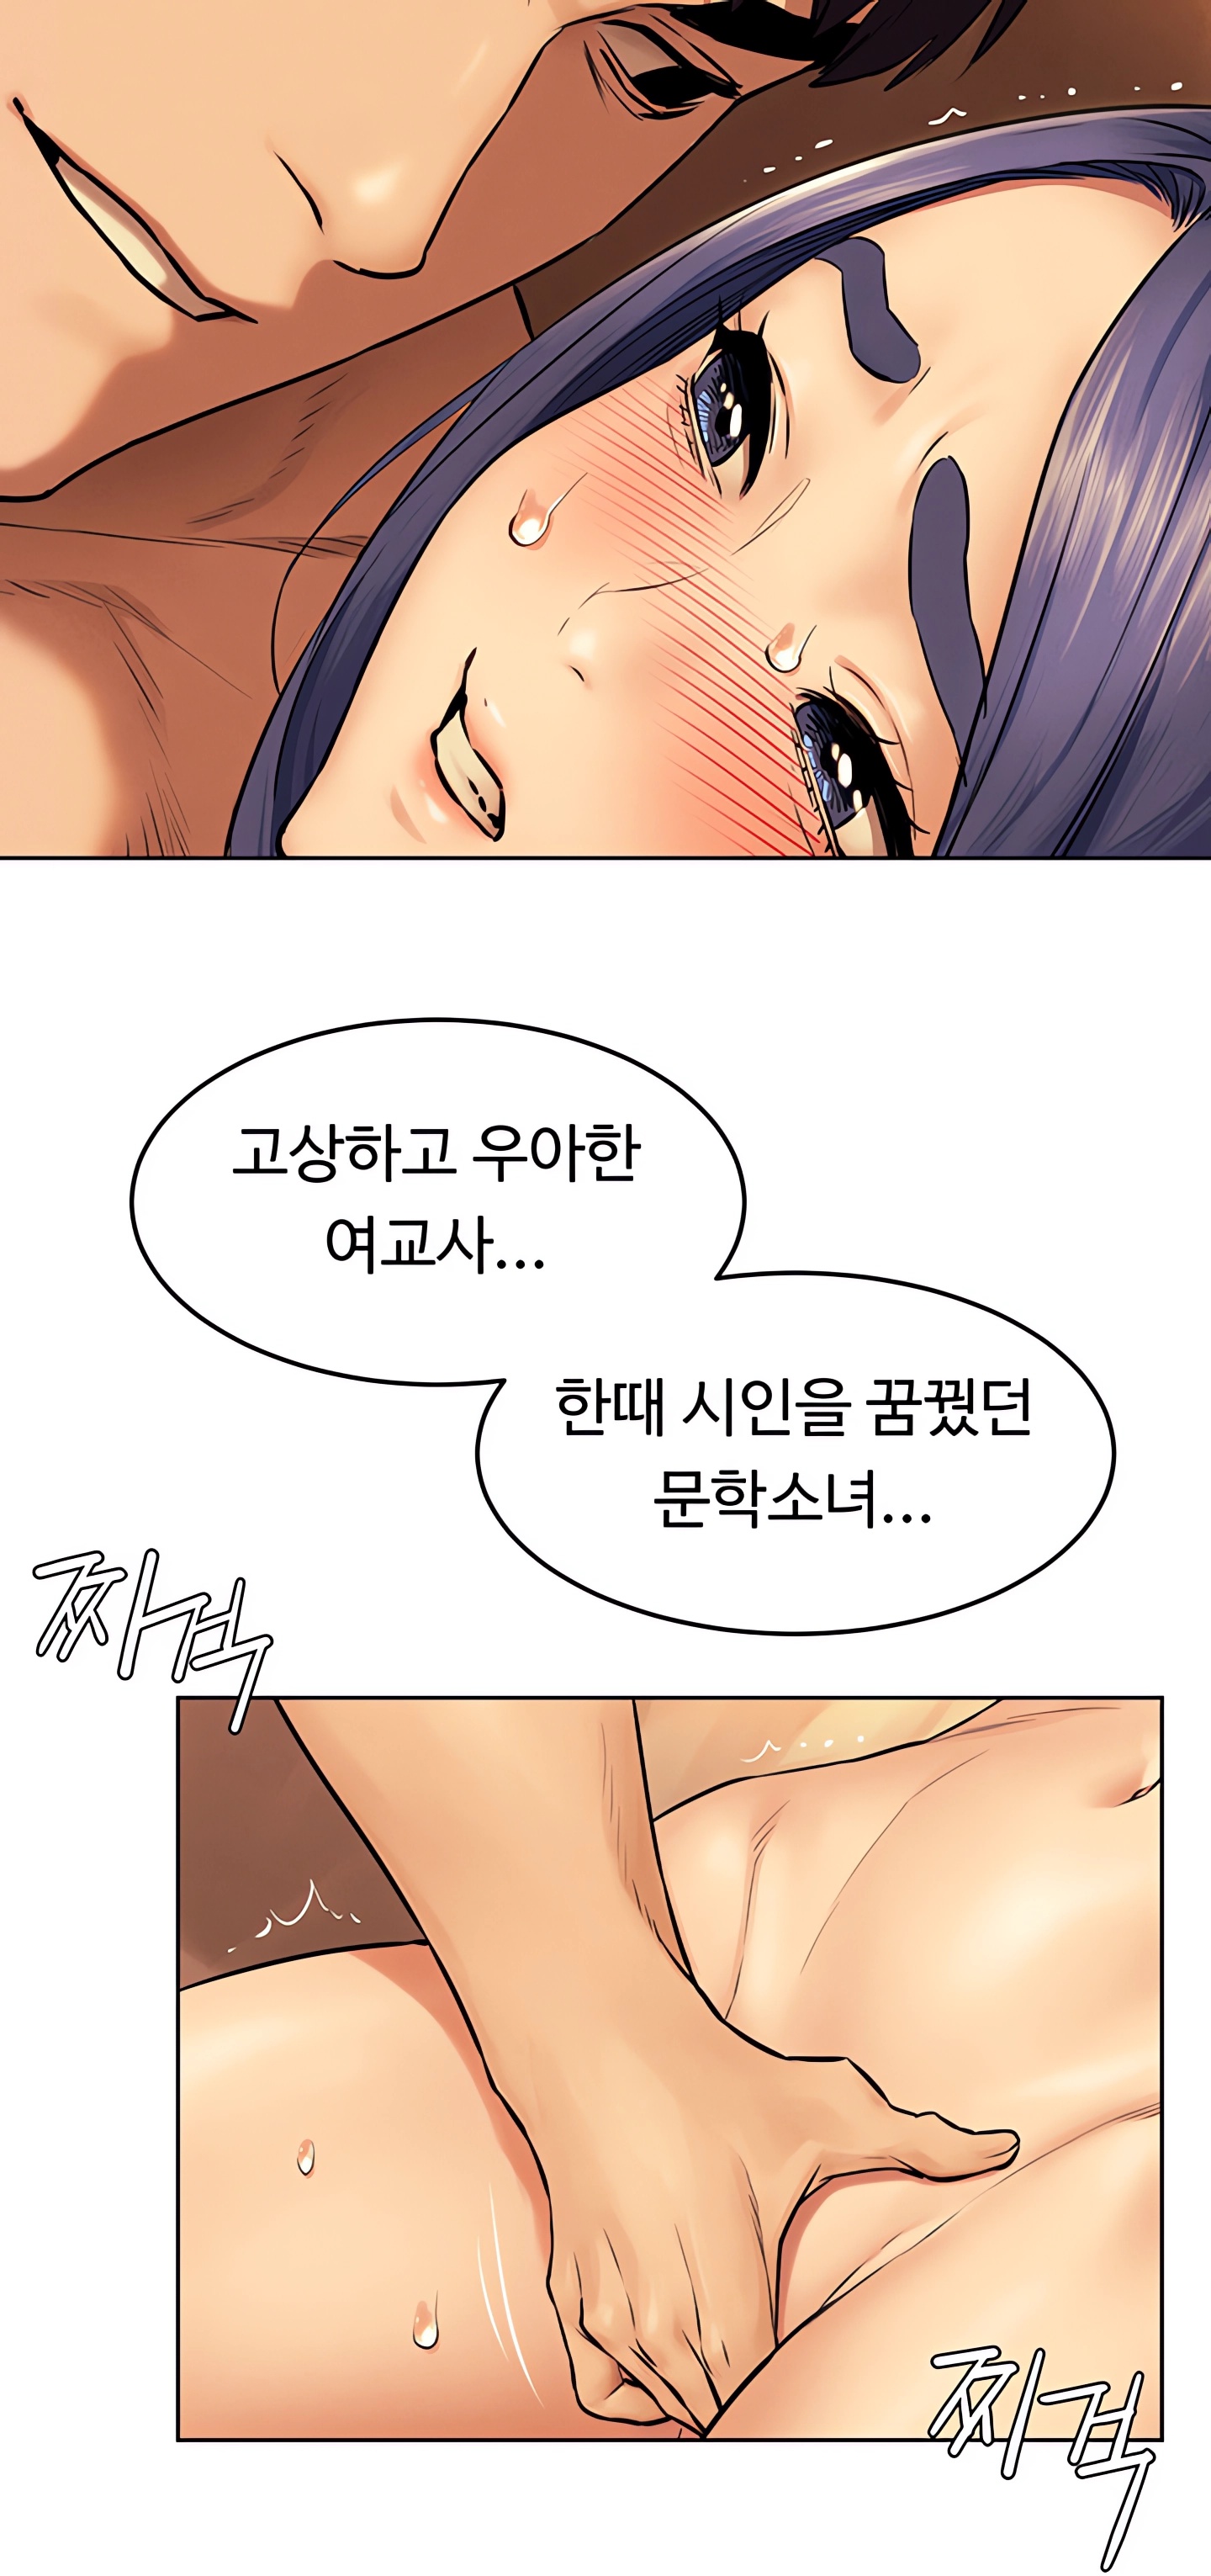 고상하고 우아한
여교사...
한때 시인을 꿈꿨던
문학소녀...
찌걱
찌걱